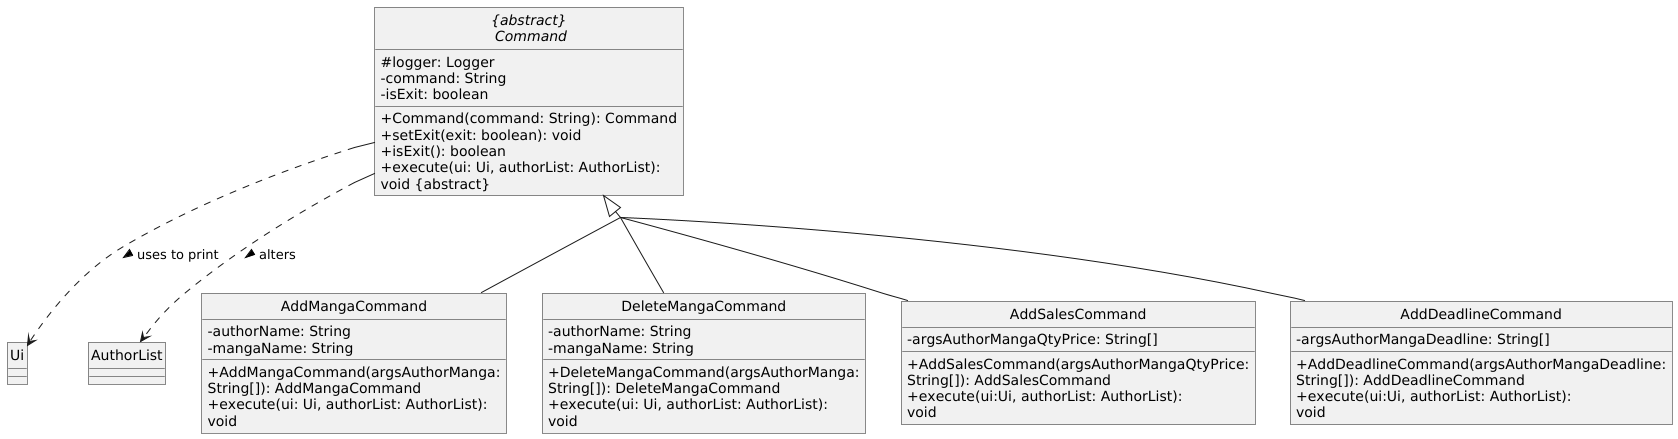 {abstract}
Command
#logger: Logger
-command: String
-isExit: boolean
+Command(command: String): Command
+setExit(exit: boolean): void
+isExit(): boolean
+execute(ui: Ui, authorList: AuthorList):
void {abstract}
uses to print
alters
Ui
AuthorList
AddMangaCommand
-authorName: String
-mangaName: String
+AddMangaCommand(argsAuthorManga:
String[]): AddMangaCommand
+execute(ui: Ui, authorList: AuthorList):
void
DeleteMangaCommand
-authorName: String
-mangaName: String
+DeleteMangaCommand(argsAuthorManga:
String[]): DeleteMangaCommand
+execute(ui: Ui, authorList: AuthorList):
void
AddSalesCommand
-argsAuthorMangaQtyPrice: String[]
+AddSalesCommand(argsAuthorMangaQtyPrice:
String[]): AddSalesCommand
+execute(ui:Ui, authorList: AuthorList):
void
AddDeadlineCommand
-argsAuthorMangaDeadline: String[]
+AddDeadlineCommand(argsAuthorMangaDeadline:
String[]): AddDeadlineCommand
+execute(ui:Ui, authorList: AuthorList):
void